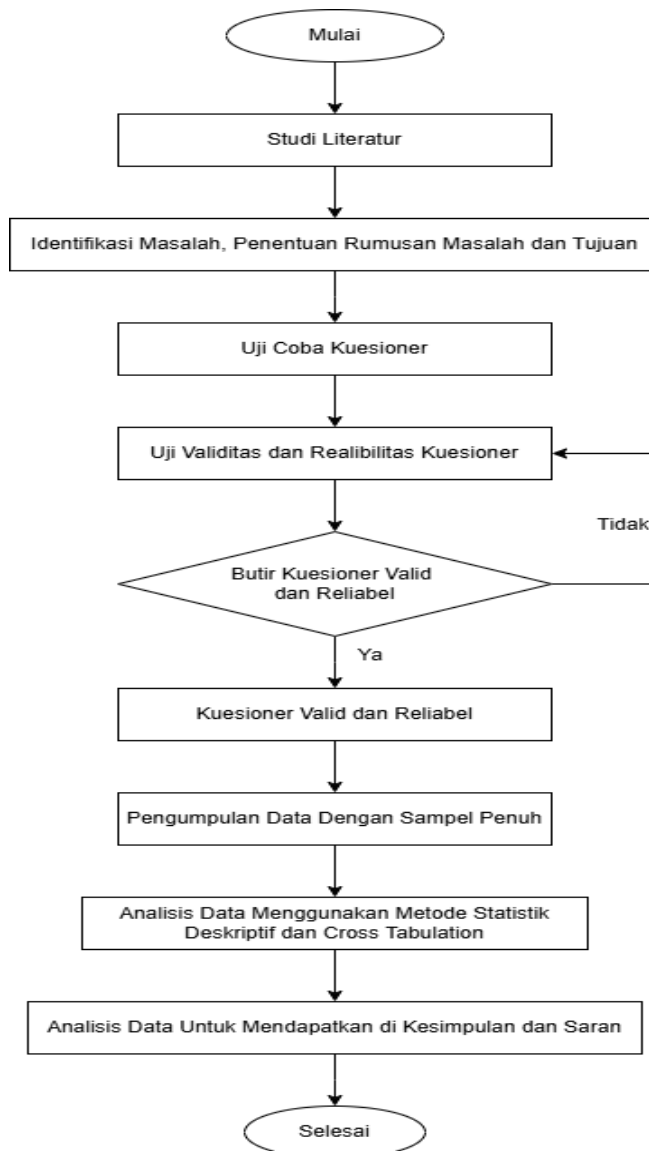 Mulai
Studi Literatur
Identifikasi Masalah, Penentuan Rumusan Masalah dan Tujuan
Uji Coba Kuesioner
Uji Validitas dan Realibilitas Kuesioner
Tidak
Butir Kuesioner Valid
dan Reliabel
Ya
Kuesioner Valid dan Reliabel
Pengumpulan Data Dengan Sampel Penuh
Analisis Data Menggunakan Metode Statistik
Deskriptif dan Cross Tabulation
Analisis Data Untuk Mendapatkan di Kesimpulan dan Saran
Selesai